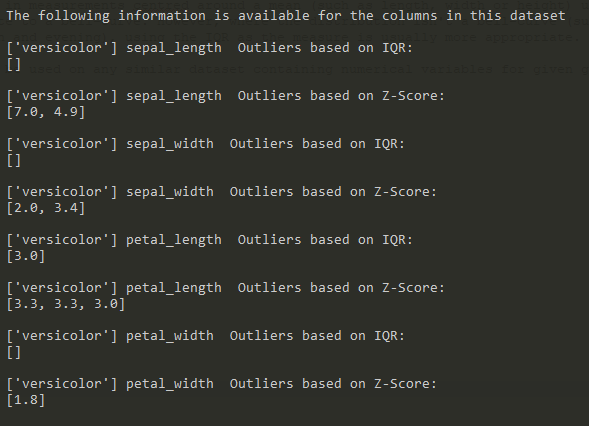 The following information is available for the columns in this dataset
['versicolor'] sepal_length  Outliers based on IQR:
[]
['versicolor'] sepal_length  Outliers based on Z-Score:
[7.0, 4.9]
['versicolor'] sepal_width  Outliers based on IQR:
[]
['versicolor'] sepal_width  Outliers based on Z-Score:
[2.0, 3.4]
['versicolor'] petal_length  Outliers based on IQR:
[3.0]
['versicolor'] petal_length  Outliers based on Z-Score:
[3.3, 3.3, 3.0]
['versicolor'] petal_width  Outliers based on IQR:
[]
['versicolor'] petal_width  Outliers based on Z-Score:
[1.8]